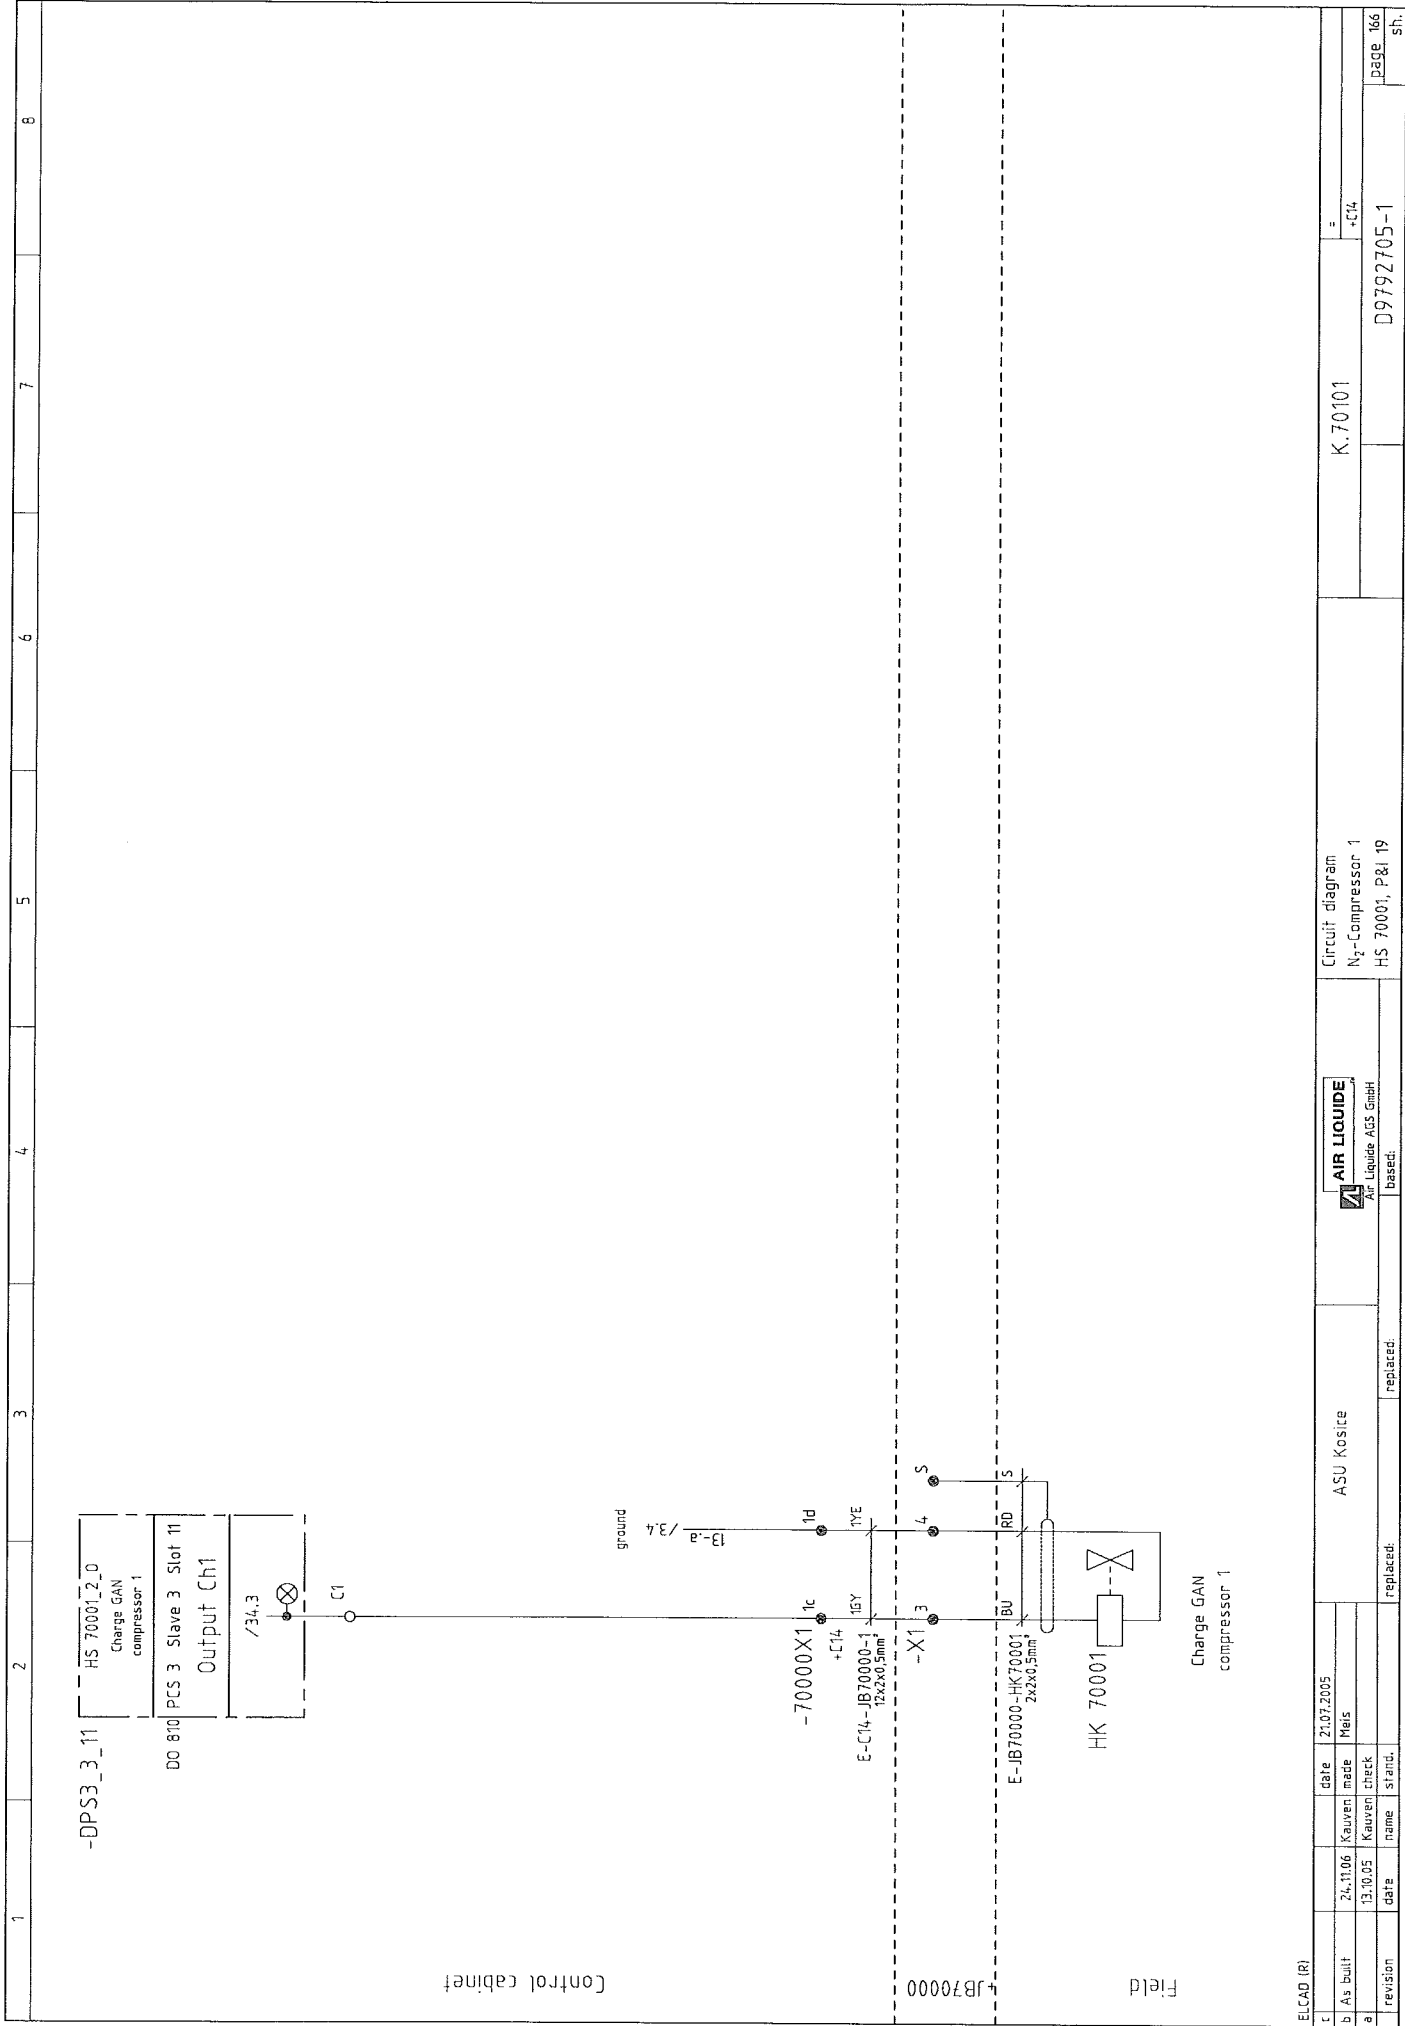 1
2
3
4
5
6
7
8
-DPS3_3_11
HS 70001_2_O
Charge GAN
compressor 1
DO 810
PCS 3 Slave 3 Slot 11
Output Ch1
/34.3
C1
Control cabinet
ground
/3.4
13-.a
-70000X1
1c
1d
+C14
1GY
1YE
E-C14-JB70000-1
12x2x0,5mm²
+JB70000
-X1
3
4
S
BU
RD
S
E-JB70000-HK70001
2x2x0,5mm²
Field
HK 70001
Charge GAN
compressor 1
ELCAD (R)
c
b As built 24.11.06 Kauven
a 13.10.05 Kauven
revision date name
date 21.07.2005
made Meis
check
stand.
ASU Kosice
replaced:
replaced:
AIR LIQUIDE
Air Liquide AGS GmbH
based:
Circuit diagram
N₂-Compressor 1
HS 70001, P&I 19
K.70101
=
+C14
D9792705-1
page 166
sh.